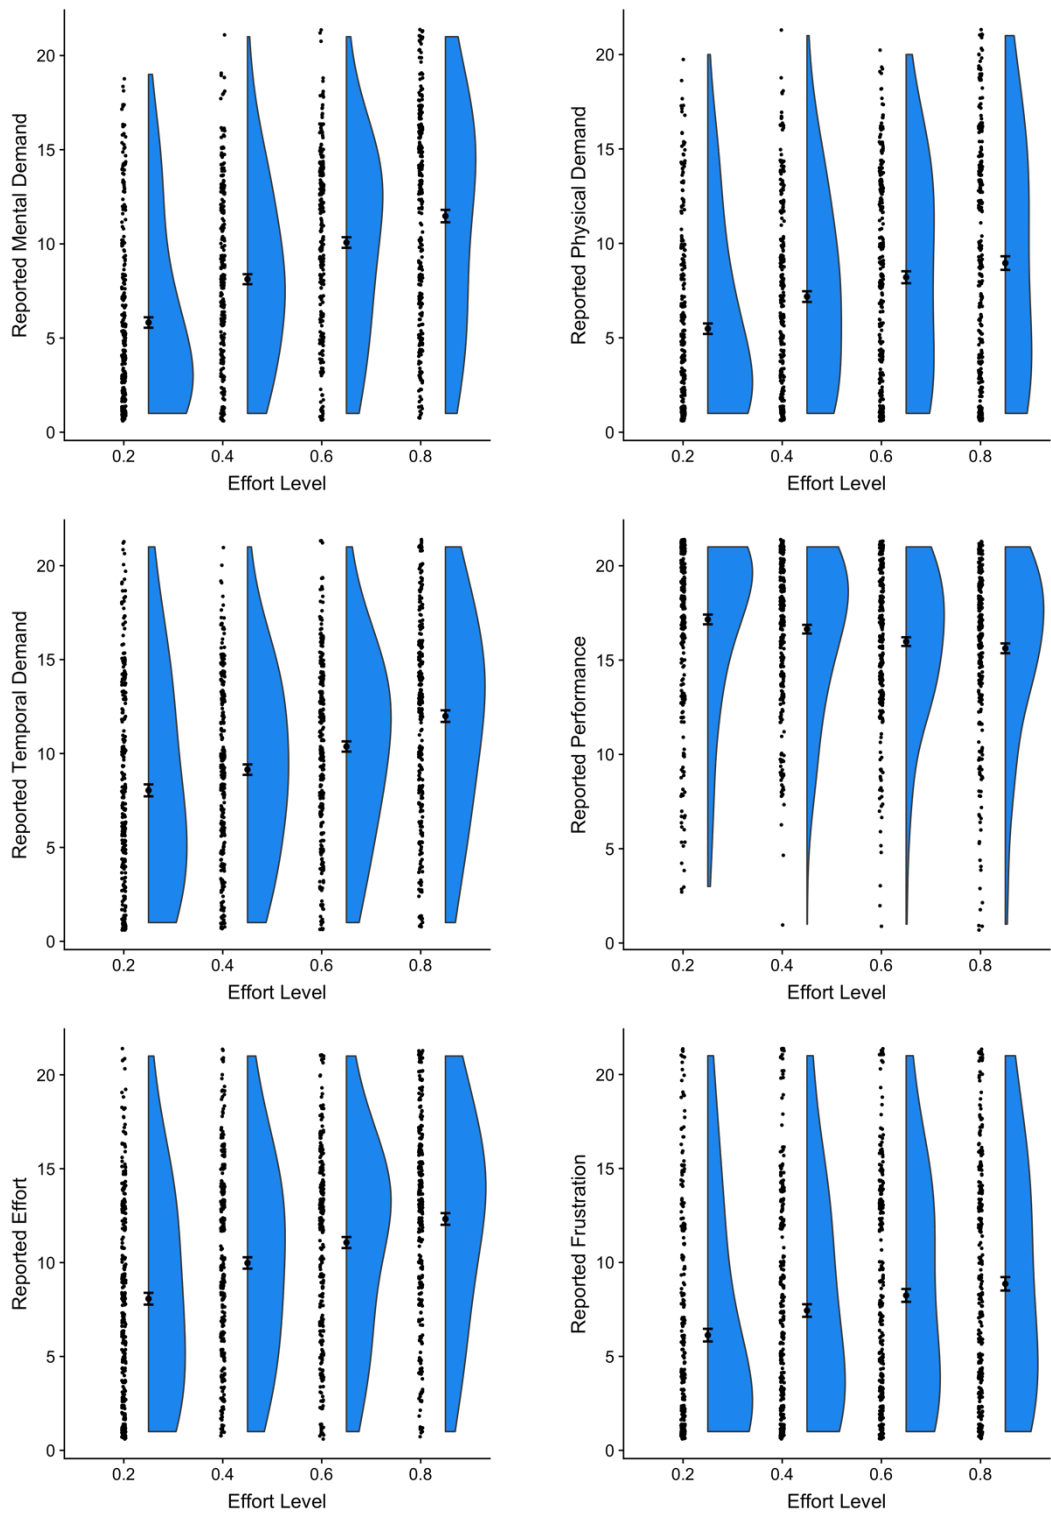 Reported Mental Demand
20
15
10
5
0
0.2 0.4 0.6 0.8
Effort Level
Reported Physical Demand
20
15
10
5
0
0.2 0.4 0.6 0.8
Effort Level
Reported Temporal Demand
20
15
10
5
0
0.2 0.4 0.6 0.8
Effort Level
Reported Performance
20
15
10
5
0
0.2 0.4 0.6 0.8
Effort Level
Reported Effort
20
15
10
5
0
0.2 0.4 0.6 0.8
Effort Level
Reported Frustration
20
15
10
5
0
0.2 0.4 0.6 0.8
Effort Level